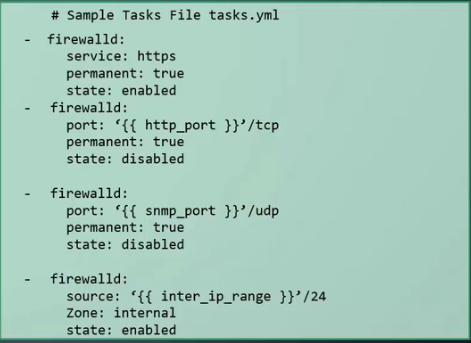 # Sample Tasks File tasks.yml
- firewalld:
service: https
permanent: true
state: enabled
- firewalld:
port: ‘{{ http_port }}’/tcp
permanent: true
state: disabled
- firewalld:
port: ‘{{ snmp_port }}’/udp
permanent: true
state: disabled
- firewalld:
source: ‘{{ inter_ip_range }}’/24
Zone: internal
state: enabled